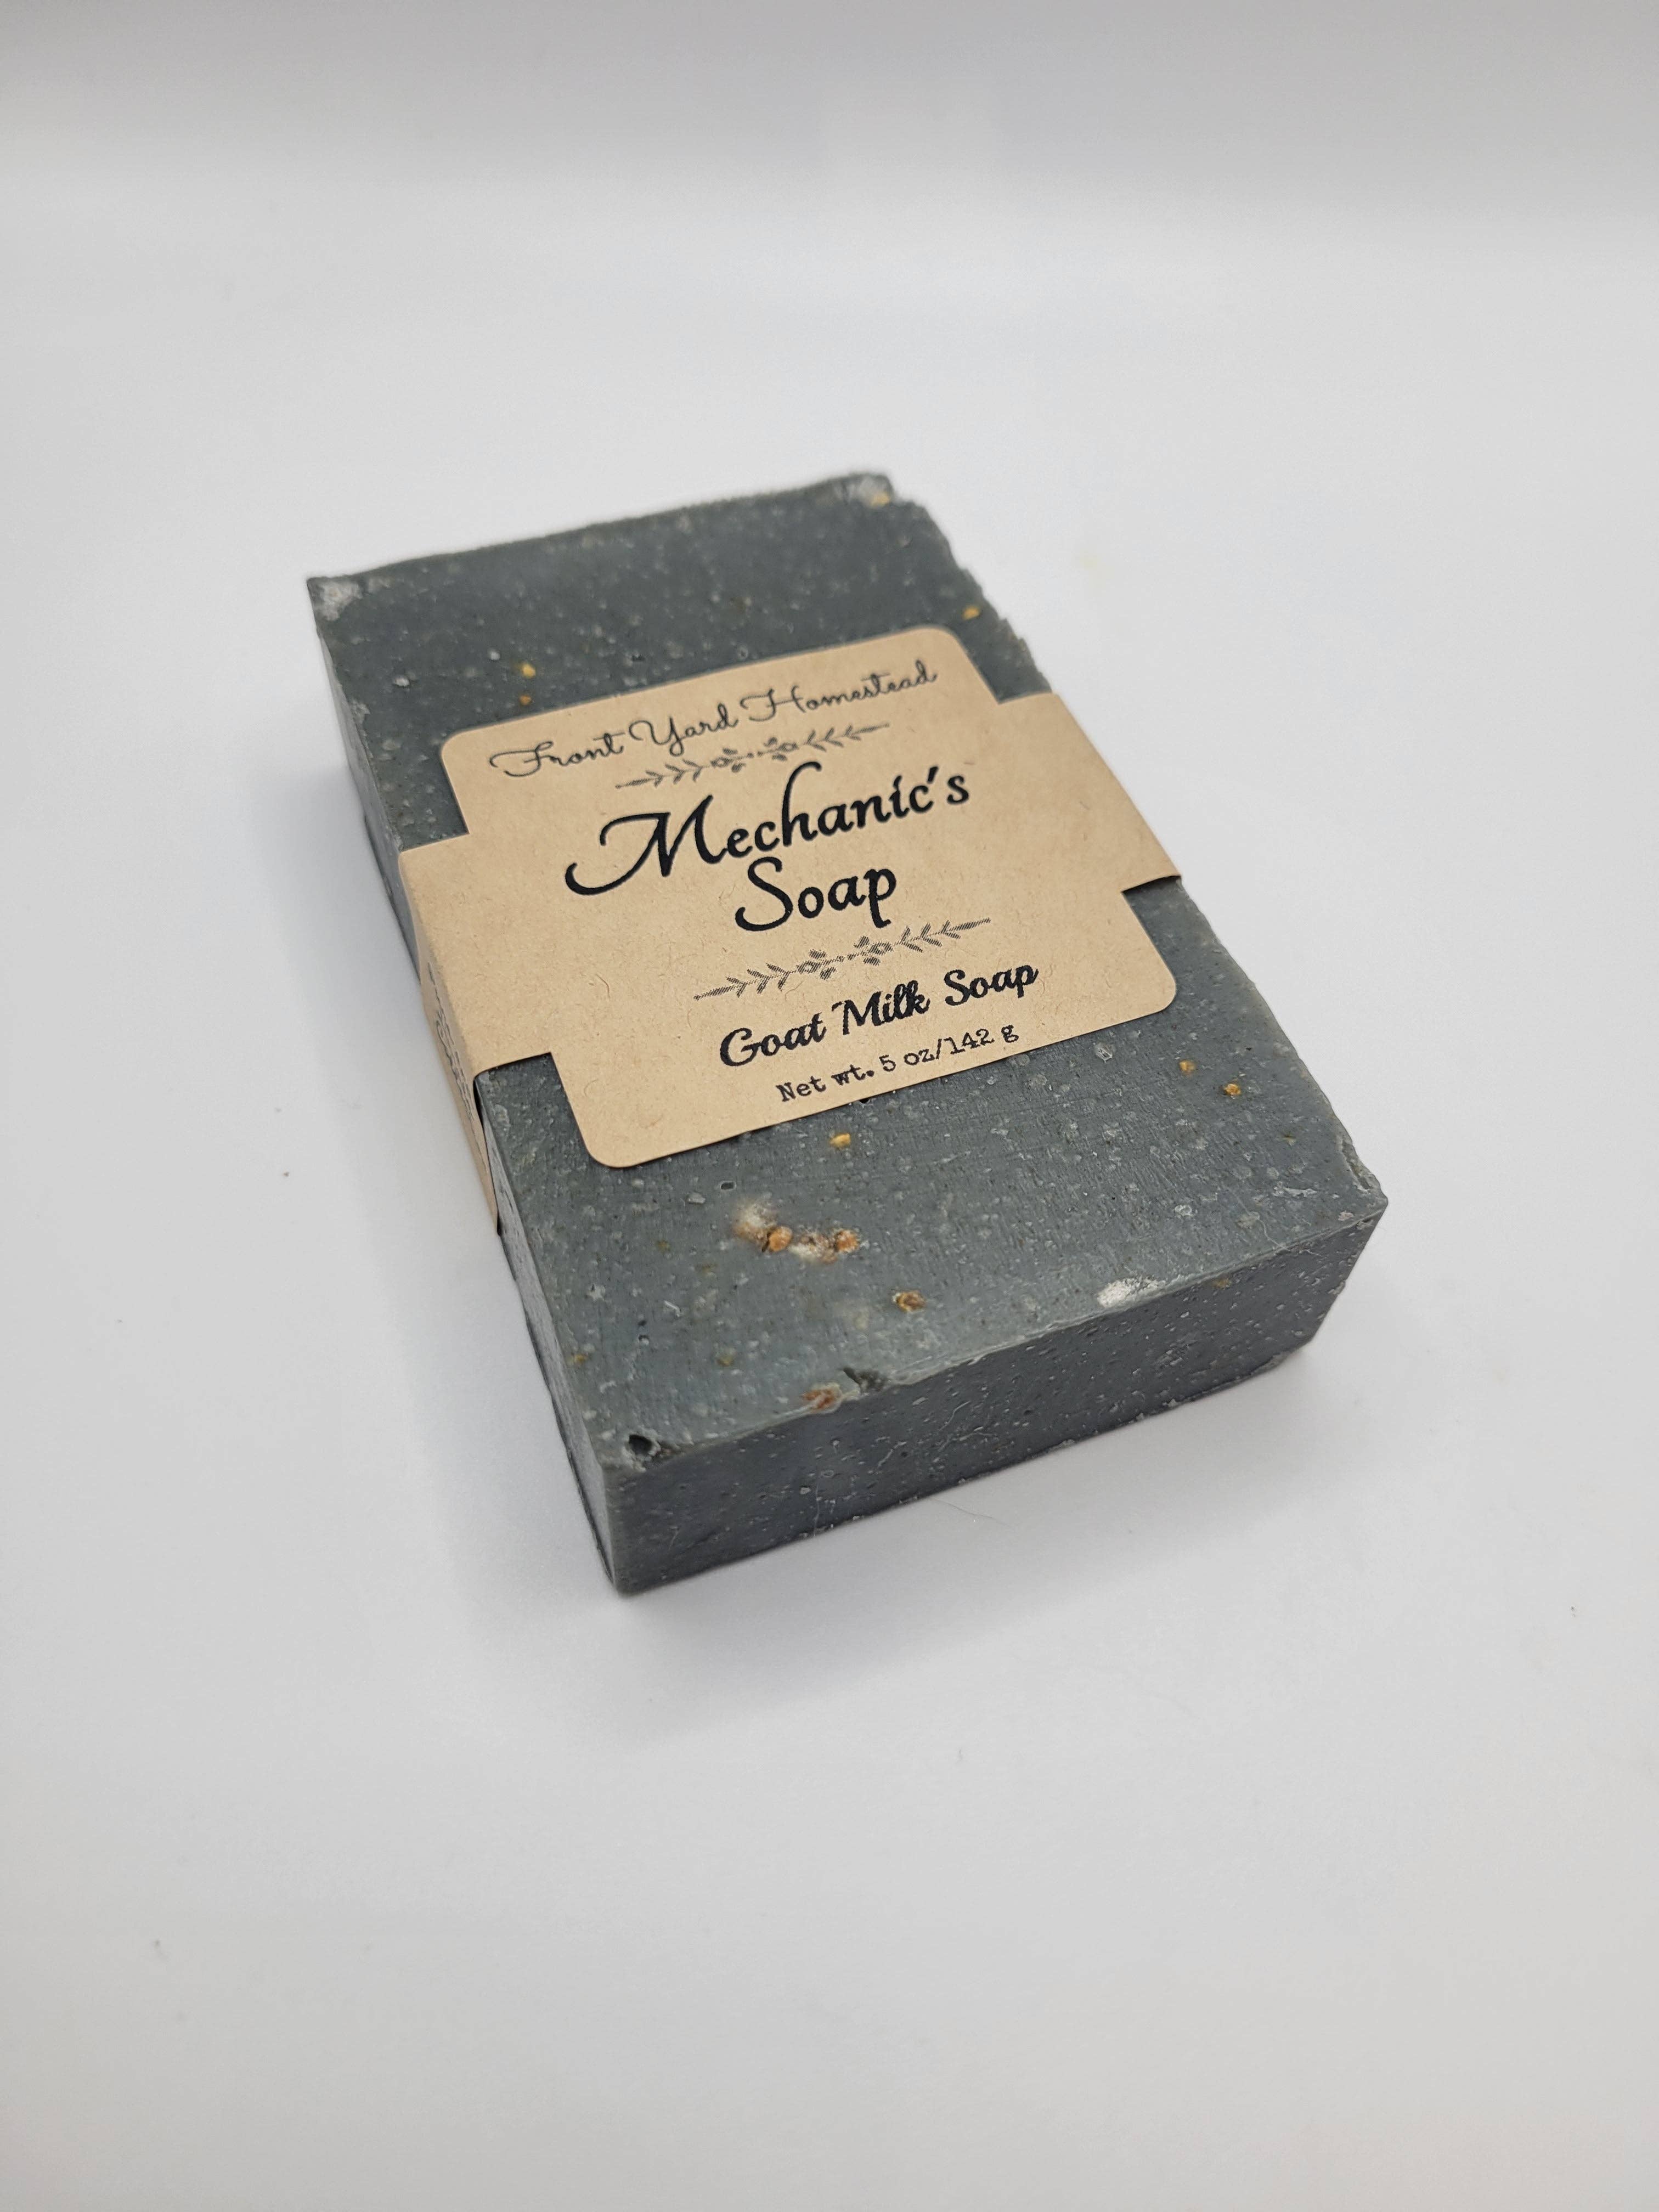 Front Yard Homestead
Mechanic's
Soap
Goat Milk Soap
Net wt. 5 oz/142 g